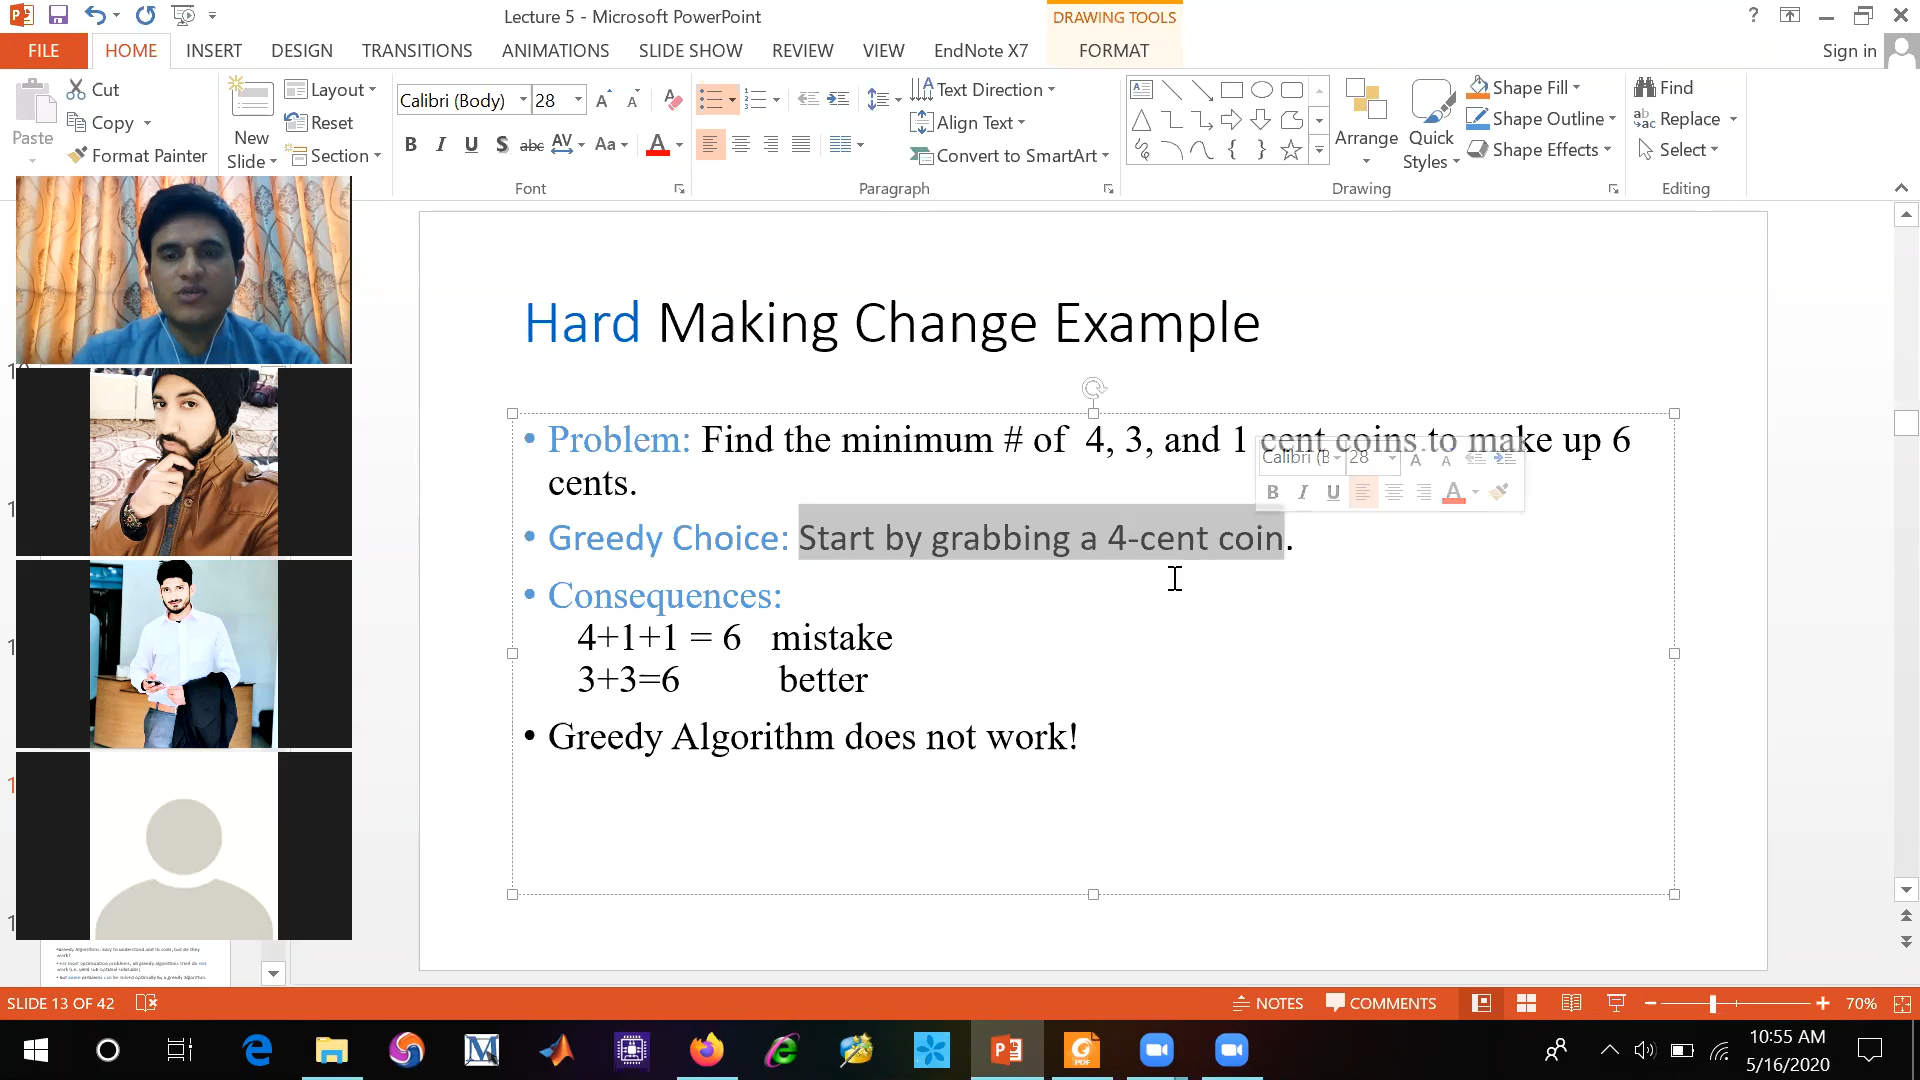 Lecture 5 - Microsoft PowerPoint
DRAWING TOOLS
?
FILE
HOME
INSERT
DESIGN
TRANSITIONS
ANIMATIONS
SLIDE SHOW
REVIEW
VIEW
EndNote X7
FORMAT
Sign in
Paste
Cut
Copy
Format Painter
New
Slide
Layout
Reset
Section
Calibri (Body)
28
B I U S abc AV Aa A
Font
Text Direction
Align Text
Convert to SmartArt
Paragraph
Arrange
Quick
Styles
Shape Fill
Shape Outline
Shape Effects
Drawing
Find
Replace
Select
Editing
Hard Making Change Example
• Problem: Find the minimum # of 4, 3, and 1 cent coins to make up 6
cents.
Calibri (B
28
B I U A
• Greedy Choice: Start by grabbing a 4-cent coin.
• Consequences:
4+1+1 = 6 mistake
3+3=6 better
• Greedy Algorithm does not work!
SLIDE 13 OF 42
NOTES
COMMENTS
70%
10:55 AM
5/16/2020